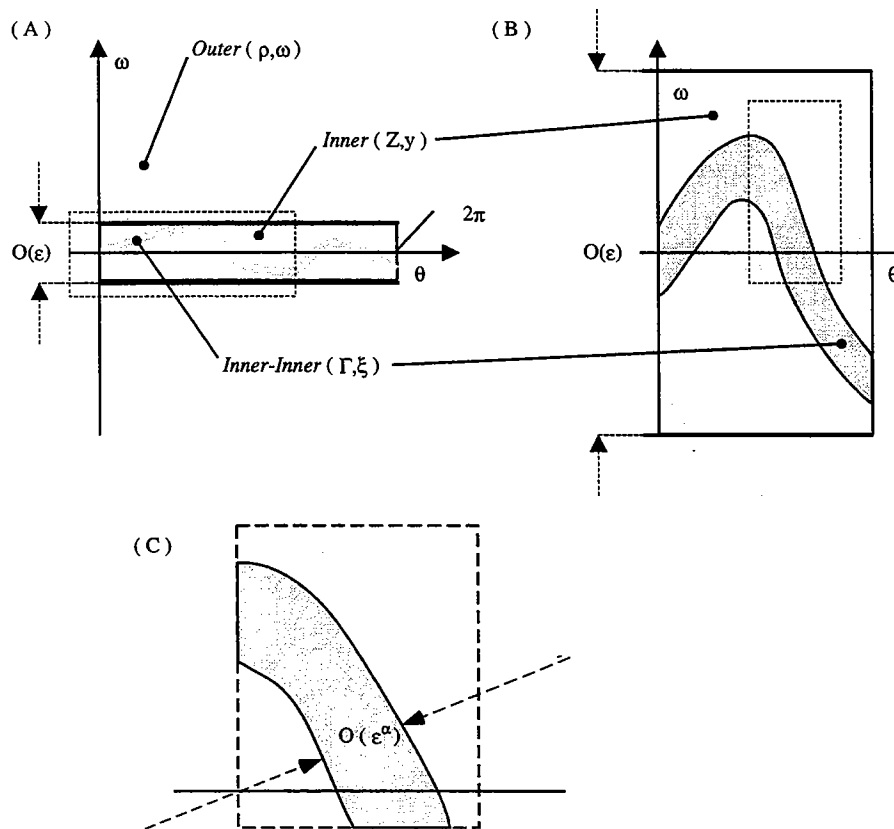 (A)
ω
Outer (ρ,ω)
Inner (Z,y)
2π
O(ε)
θ
Inner-Inner (Γ,ξ)
(B)
ω
O(ε)
θ
(C)
O(ε^α)